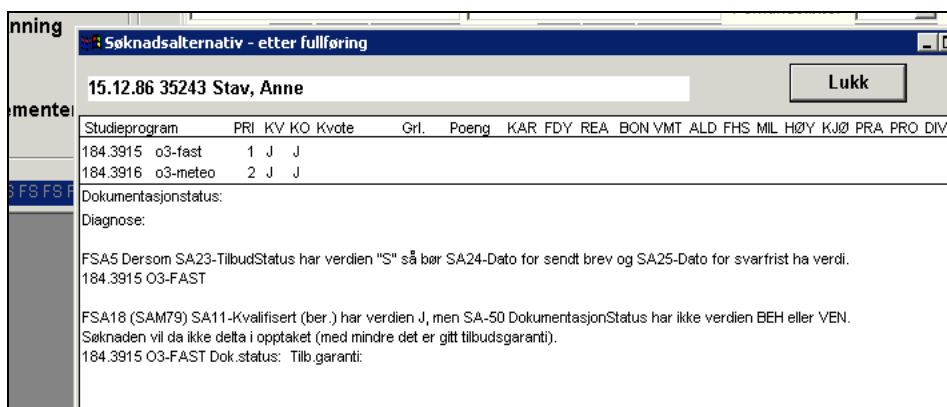 nning
Søknadsalternativ - etter fullføring
15.12.86 35243 Stav, Anne
Lukk
Studieprogram PRI KV KO Kvote Grl. Poeng KAR FDY REA BON VMT ALD FHS MIL HØY KJØ PRA PRO DIV
184.3915 o3-fast 1 J J
184.3916 o3-meteo 2 J J
Dokumentasjonstatus:
Diagnose:
FSA5 Dersom SA23-TilbudStatus har verdien "S" så bør SA24-Dato for sendt brev og SA25-Dato for svarfrist ha verdi.
184.3915 O3-FAST
FSA18 (SAM79) SA11-Kvalifisert (ber.) har verdien J, men SA-50 DokumentasjonStatus har ikke verdien BEH eller VEN.
Søknaden vil da ikke delta i opptaket (med mindre det er gitt tilbudsgaranti).
184.3915 O3-FAST Dok.status: Tilb.garanti:
ementer
S FS FS F